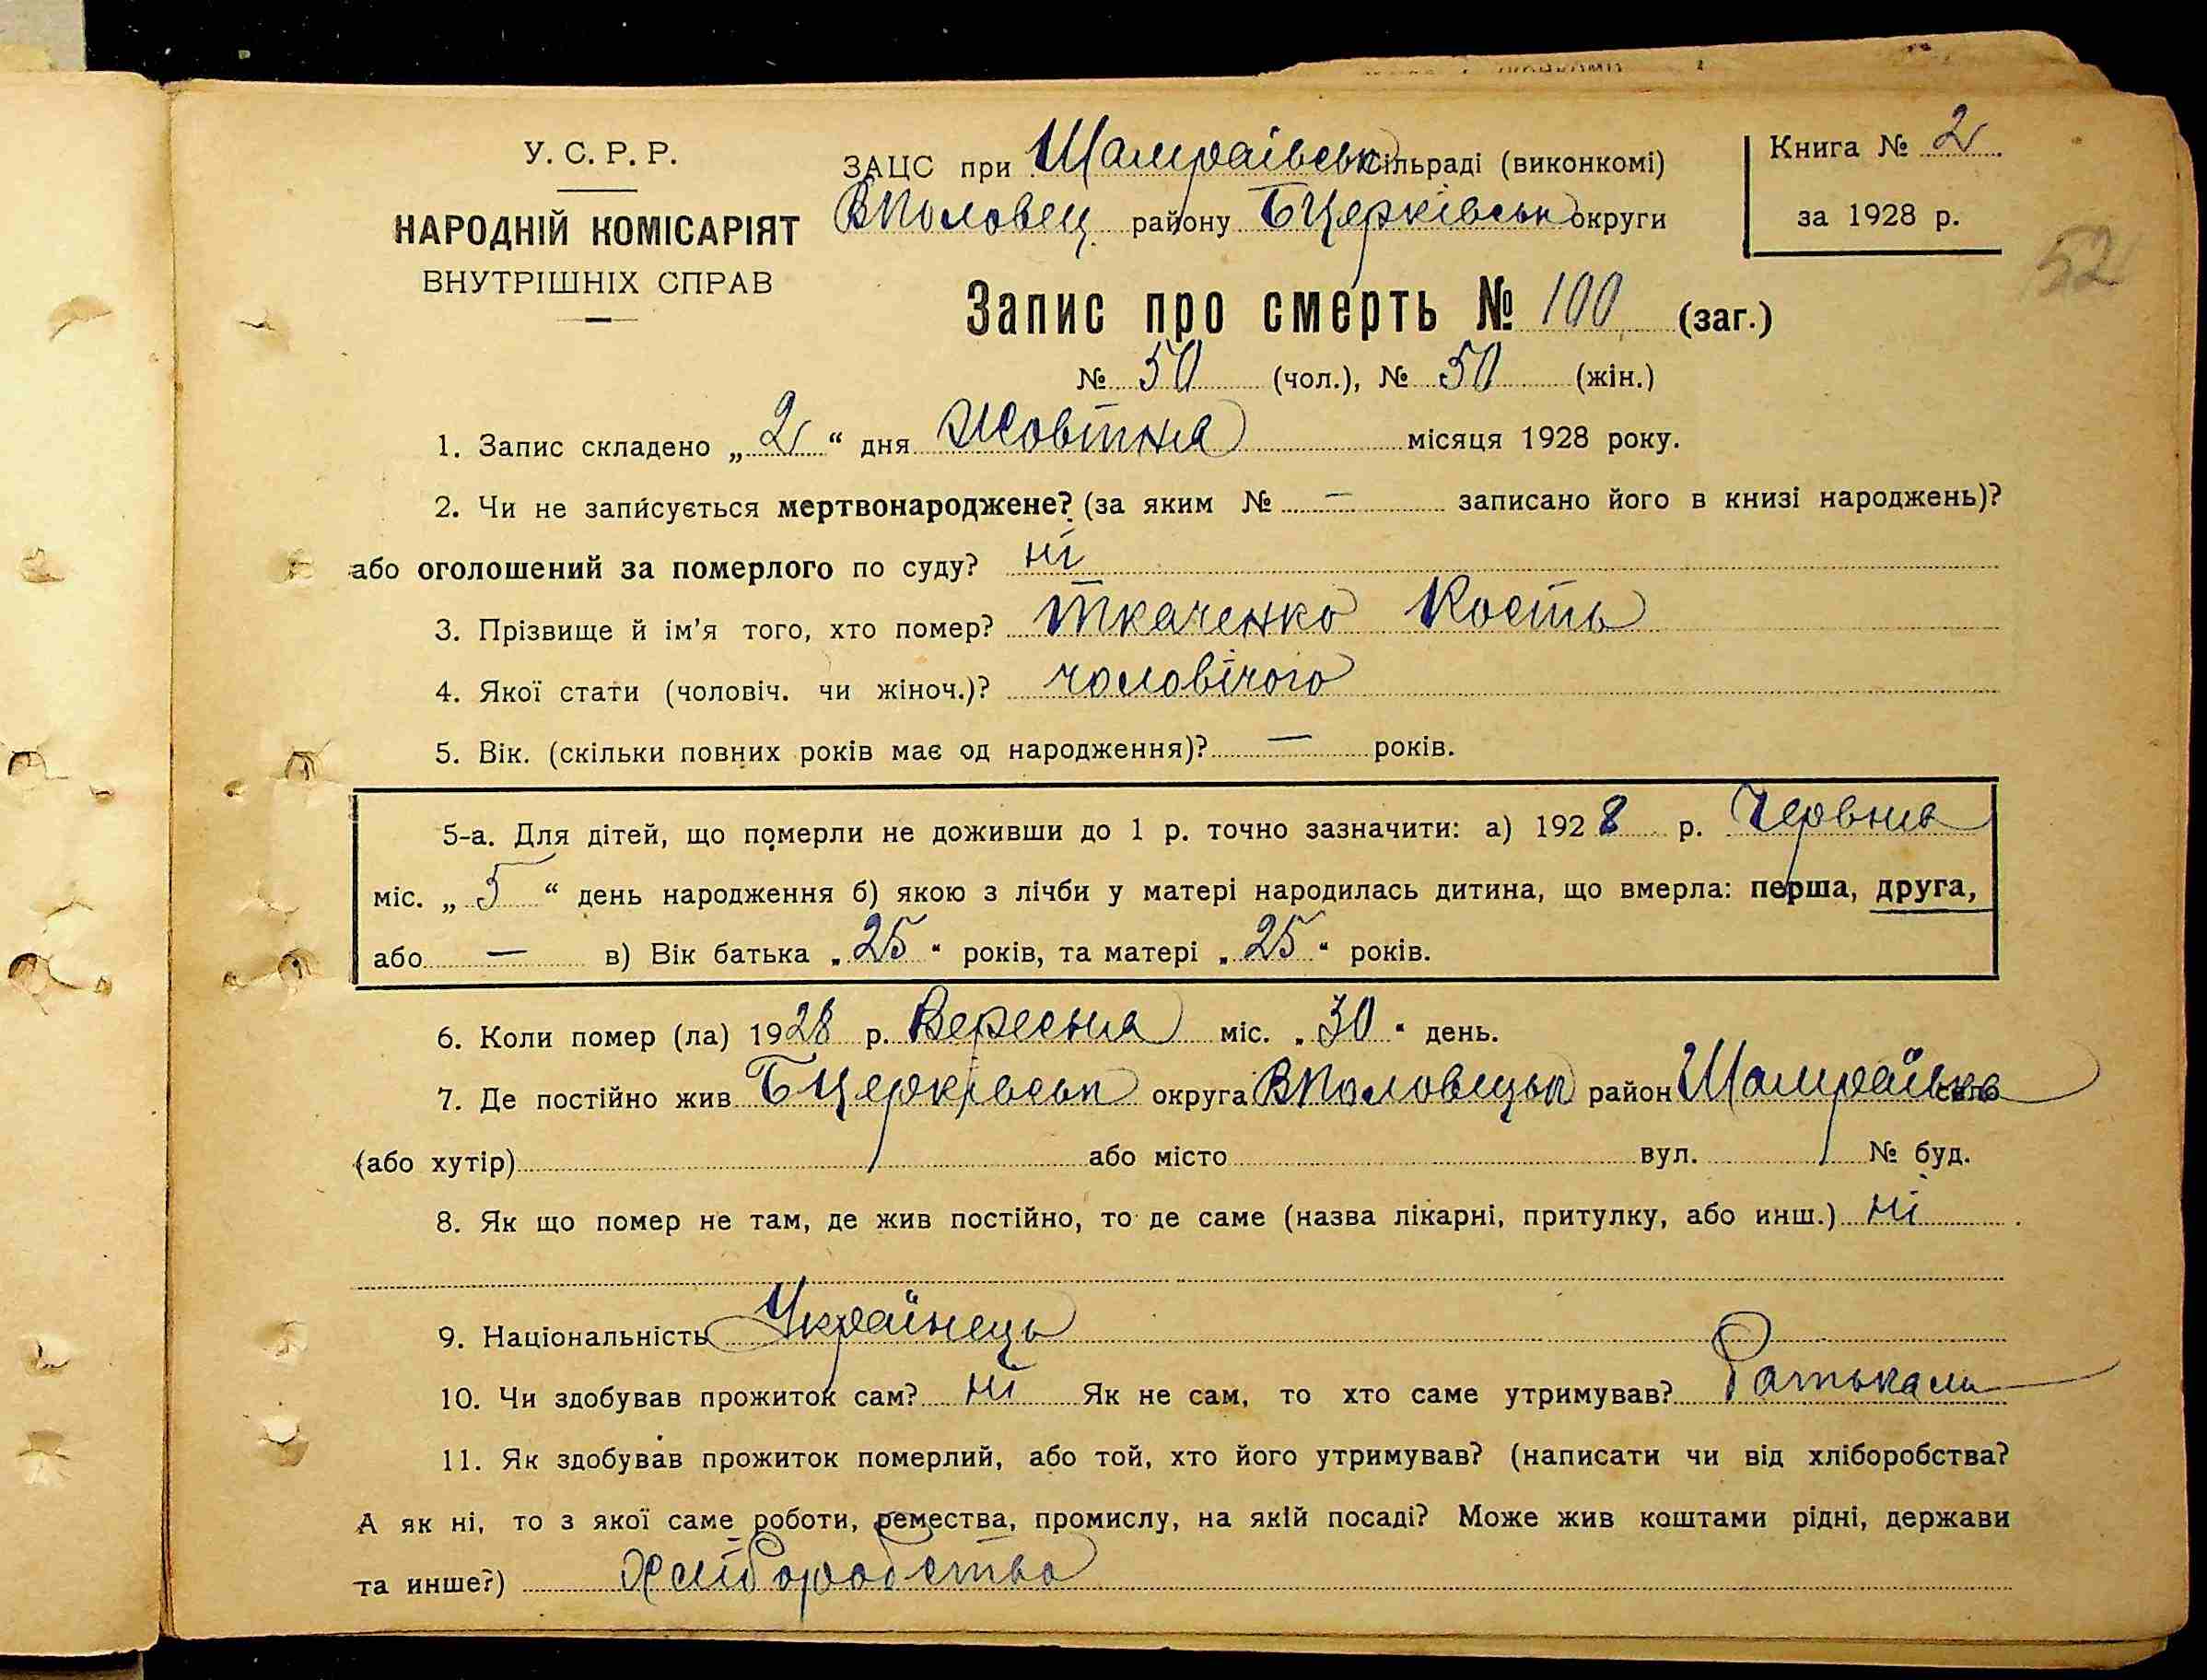 У. С. Р. Р.
НАРОДНІЙ КОМІСАРІЯТ
ВНУТРІШНІХ СПРАВ
ЗАЦС при Шамраївськ сільраді (виконкомі)
ВПоловец. району БЦерківськ округи
Книга № 2
за 1928 р.
52
Запис про смерть № 100 (заг.)
№ 50 (чол.), № 50 (жін.)
1. Запис складено „ 2 “ дня Жовтня місяця 1928 року.
2. Чи не записується мертвонароджене? (за яким № — записано його в книзі народжень)?
або оголошений за померлого по суду? ні
3. Прізвище й ім'я того, хто помер? Ткаченко Кость
4. Якої стати (чоловіч. чи жіноч.)? чоловічого
5. Вік. (скільки повних років має од народження)? — років.
5-а. Для дітей, що померли не доживши до 1 р. точно зазначити: а) 1928 р. Червня
міс. „ 5 “ день народження б) якою з лічби у матері народилась дитина, що вмерла: перша, друга,
або — в) Вік батька „ 25 “ років, та матері „ 25 “ років.
6. Коли помер (ла) 1928 р. Вересня міс. „ 30 “ день.
7. Де постійно жив БЦерківськ округа ВПоловецьк район Шамраївка село
(або хутір) або місто вул. № буд.
8. Як що помер не там, де жив постійно, то де саме (назва лікарні, притулку, або инш.) ні
9. Національність Українець
10. Чи здобував прожиток сам? ні Як не сам, то хто саме утримував? Батьками
11. Як здобував прожиток померлий, або той, хто його утримував? (написати чи від хліборобства?
А як ні, то з якої саме роботи, ремества, промислу, на якій посаді? Може жив коштами рідні, держави
та инше?) Хліборобства